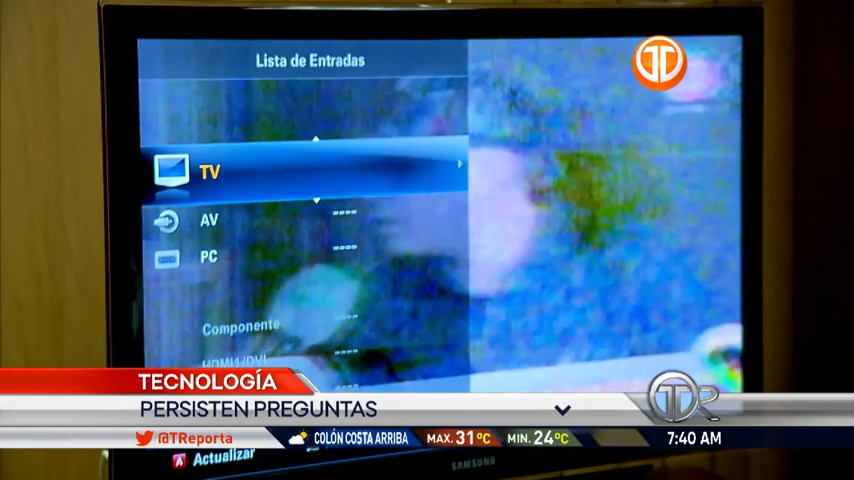 Lista de Entradas
TV
AV
----
PC
----
Componente
----
HDMI1/DVI
----
TECNOLOGÍA
PERSISTEN PREGUNTAS
@TReporta
COLÓN COSTA ARRIBA
MAX. 31°C
MIN. 24°C
7:40 AM
Actualizar
SAMSUNG